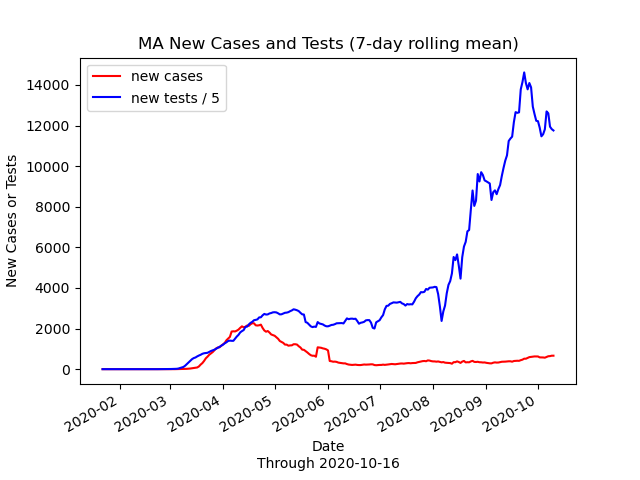 MA New Cases and Tests (7-day rolling mean)
new cases
new tests / 5
New Cases or Tests
14000
12000
10000
8000
6000
4000
2000
0
2020-02
2020-03
2020-04
2020-05
2020-06
2020-07
2020-08
2020-09
2020-10
Date
Through 2020-10-16